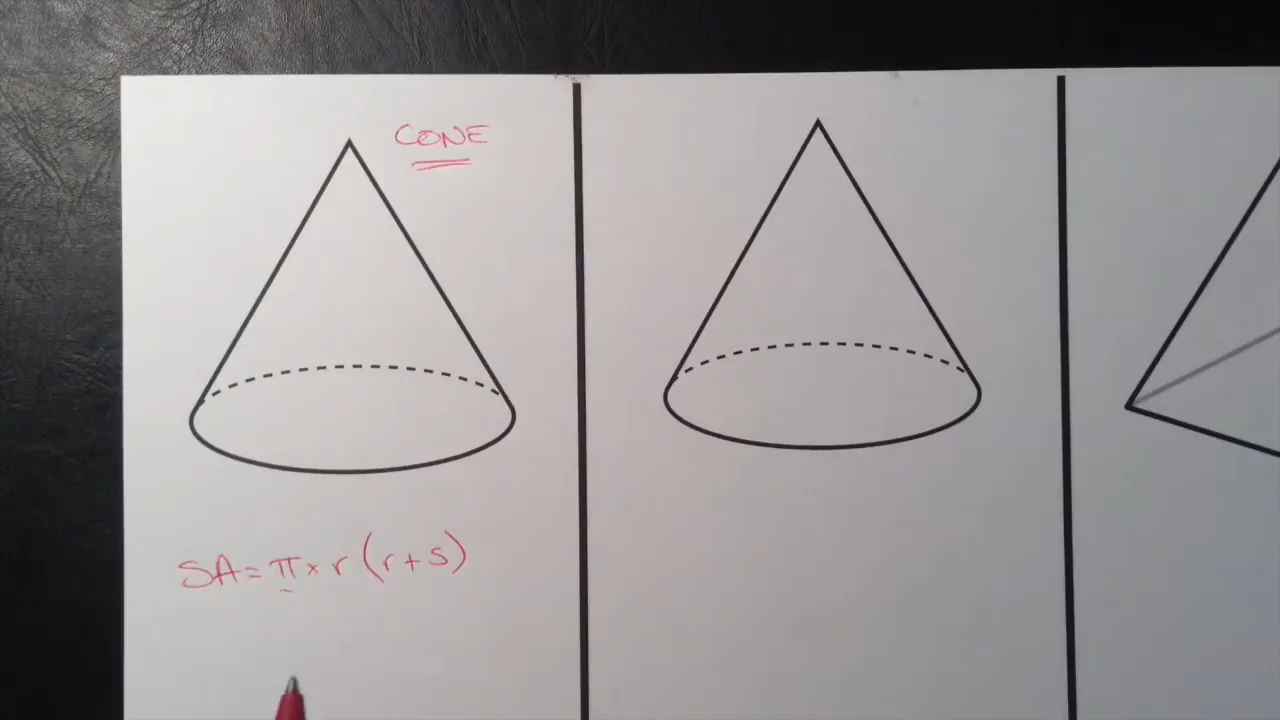 CONE
SA = π × r (r + s)